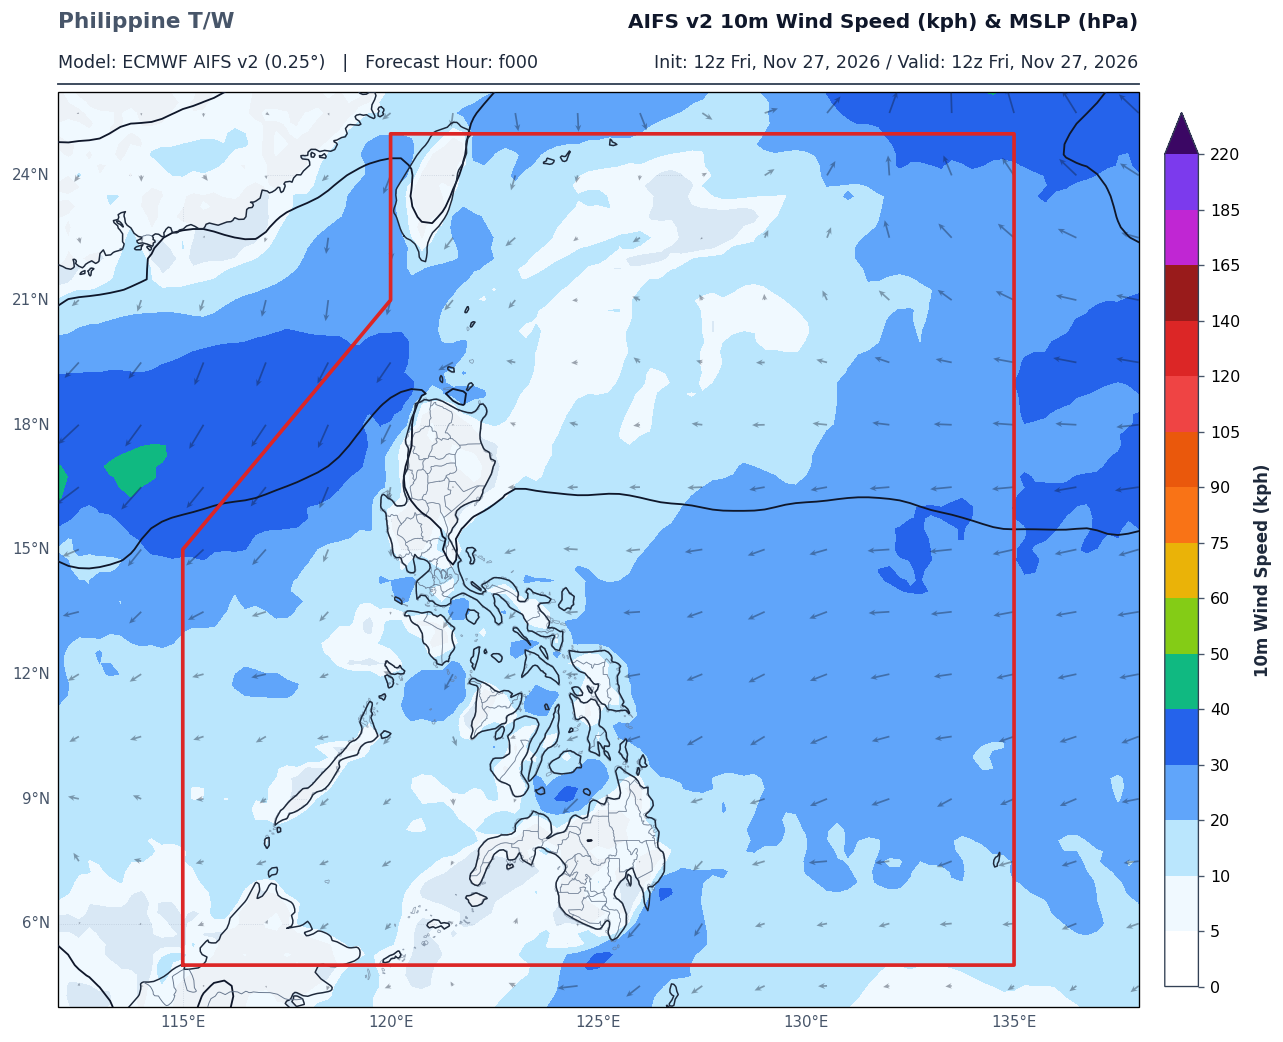 Philippine T/W
AIFS v2 10m Wind Speed (kph) & MSLP (hPa)
Model: ECMWF AIFS v2 (0.25°) | Forecast Hour: f000
Init: 12z Fri, Nov 27, 2026 / Valid: 12z Fri, Nov 27, 2026
24°N
21°N
18°N
15°N
12°N
9°N
6°N
115°E
120°E
125°E
130°E
135°E
220
185
165
140
120
105
90
75
60
50
40
30
20
10
5
0
10m Wind Speed (kph)